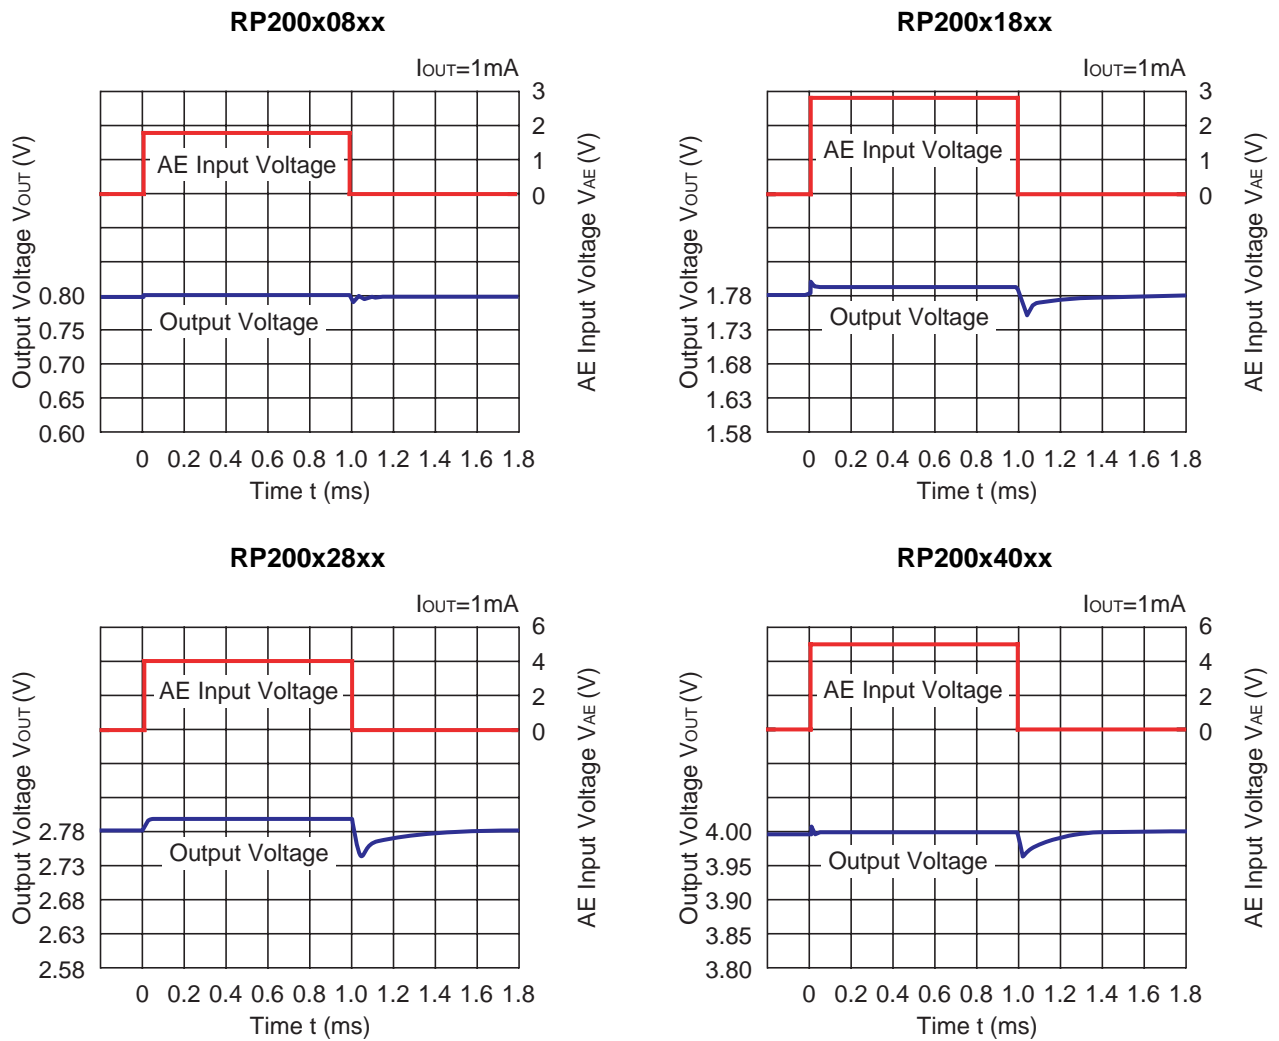 RP200x08xx
IOUT=1mA
Output Voltage VOUT (V)
AE Input Voltage VAE (V)
3
2
1
0
AE Input Voltage
Output Voltage
0.80
0.75
0.70
0.65
0.60
0 0.2 0.4 0.6 0.8 1.0 1.2 1.4 1.6 1.8
Time t (ms)
RP200x18xx
IOUT=1mA
Output Voltage VOUT (V)
AE Input Voltage VAE (V)
3
2
1
0
AE Input Voltage
Output Voltage
1.78
1.73
1.68
1.63
1.58
0 0.2 0.4 0.6 0.8 1.0 1.2 1.4 1.6 1.8
Time t (ms)
RP200x28xx
IOUT=1mA
Output Voltage VOUT (V)
AE Input Voltage VAE (V)
6
4
2
0
AE Input Voltage
Output Voltage
2.78
2.73
2.68
2.63
2.58
0 0.2 0.4 0.6 0.8 1.0 1.2 1.4 1.6 1.8
Time t (ms)
RP200x40xx
IOUT=1mA
Output Voltage VOUT (V)
AE Input Voltage VAE (V)
6
4
2
0
AE Input Voltage
Output Voltage
4.00
3.95
3.90
3.85
3.80
0 0.2 0.4 0.6 0.8 1.0 1.2 1.4 1.6 1.8
Time t (ms)